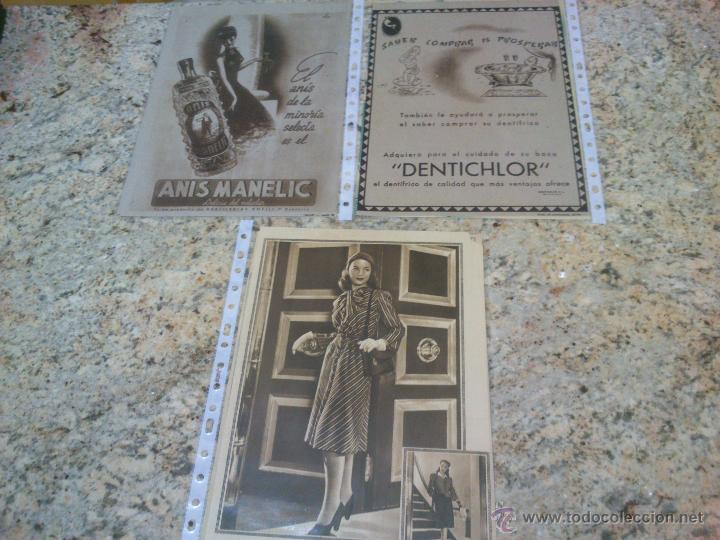 El
anís
de la
minoría
selecta
es el
ANIS MANELIC
SABER COMPRAR ES PROSPERAR
También le ayudará a prosperar
el saber comprar su dentífrico
Adquiera para el cuidado de su boca
"DENTICHLOR"
el dentífrico de calidad que más ventajas ofrece
© www.todocoleccion.net